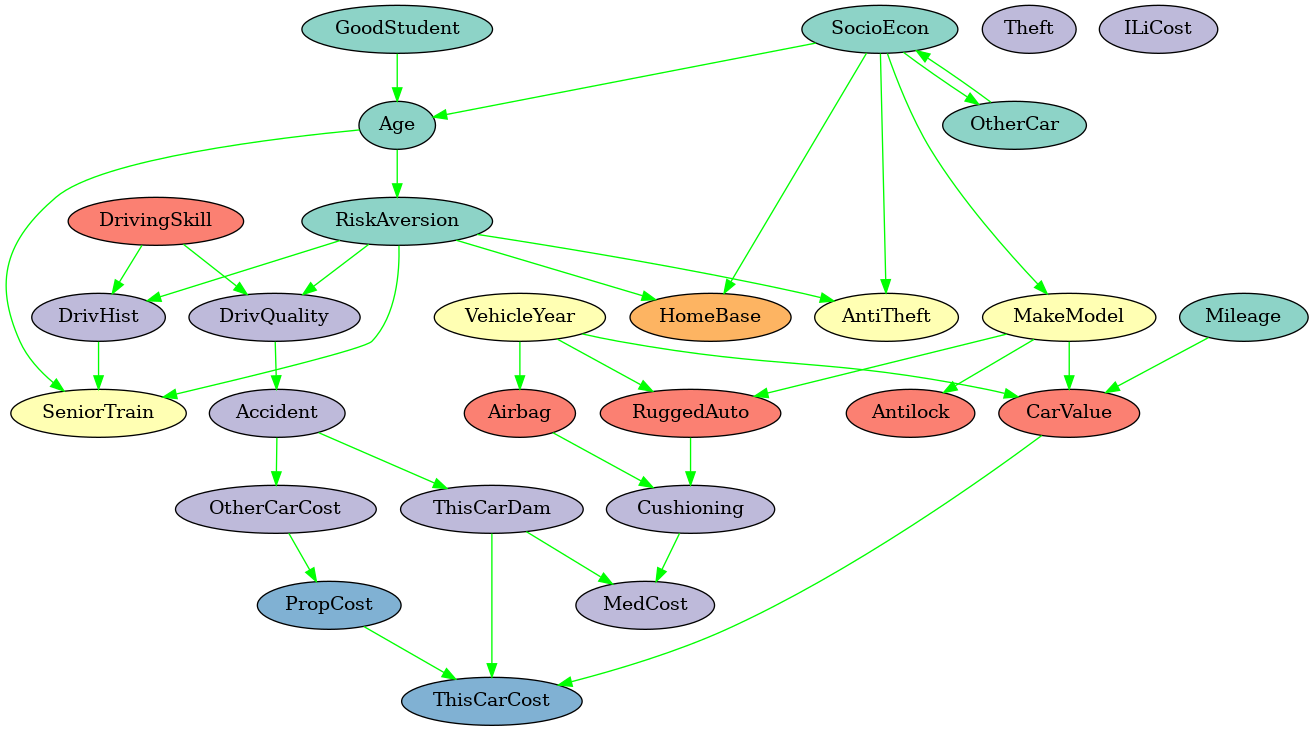 GoodStudent
SocioEcon
Theft
ILiCost
Age
OtherCar
DrivingSkill
RiskAversion
DrivHist
DrivQuality
VehicleYear
HomeBase
AntiTheft
MakeModel
Mileage
SeniorTrain
Accident
Airbag
RuggedAuto
Antilock
CarValue
OtherCarCost
ThisCarDam
Cushioning
PropCost
MedCost
ThisCarCost